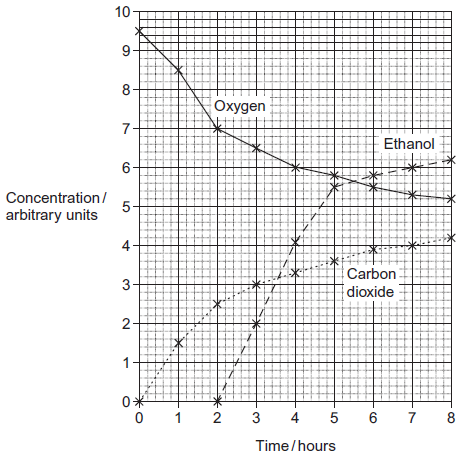 10
9
8
7
6
5
4
3
2
1
0
Oxygen
Ethanol
Carbon
dioxide
Concentration /
arbitrary units
0 1 2 3 4 5 6 7 8
Time / hours